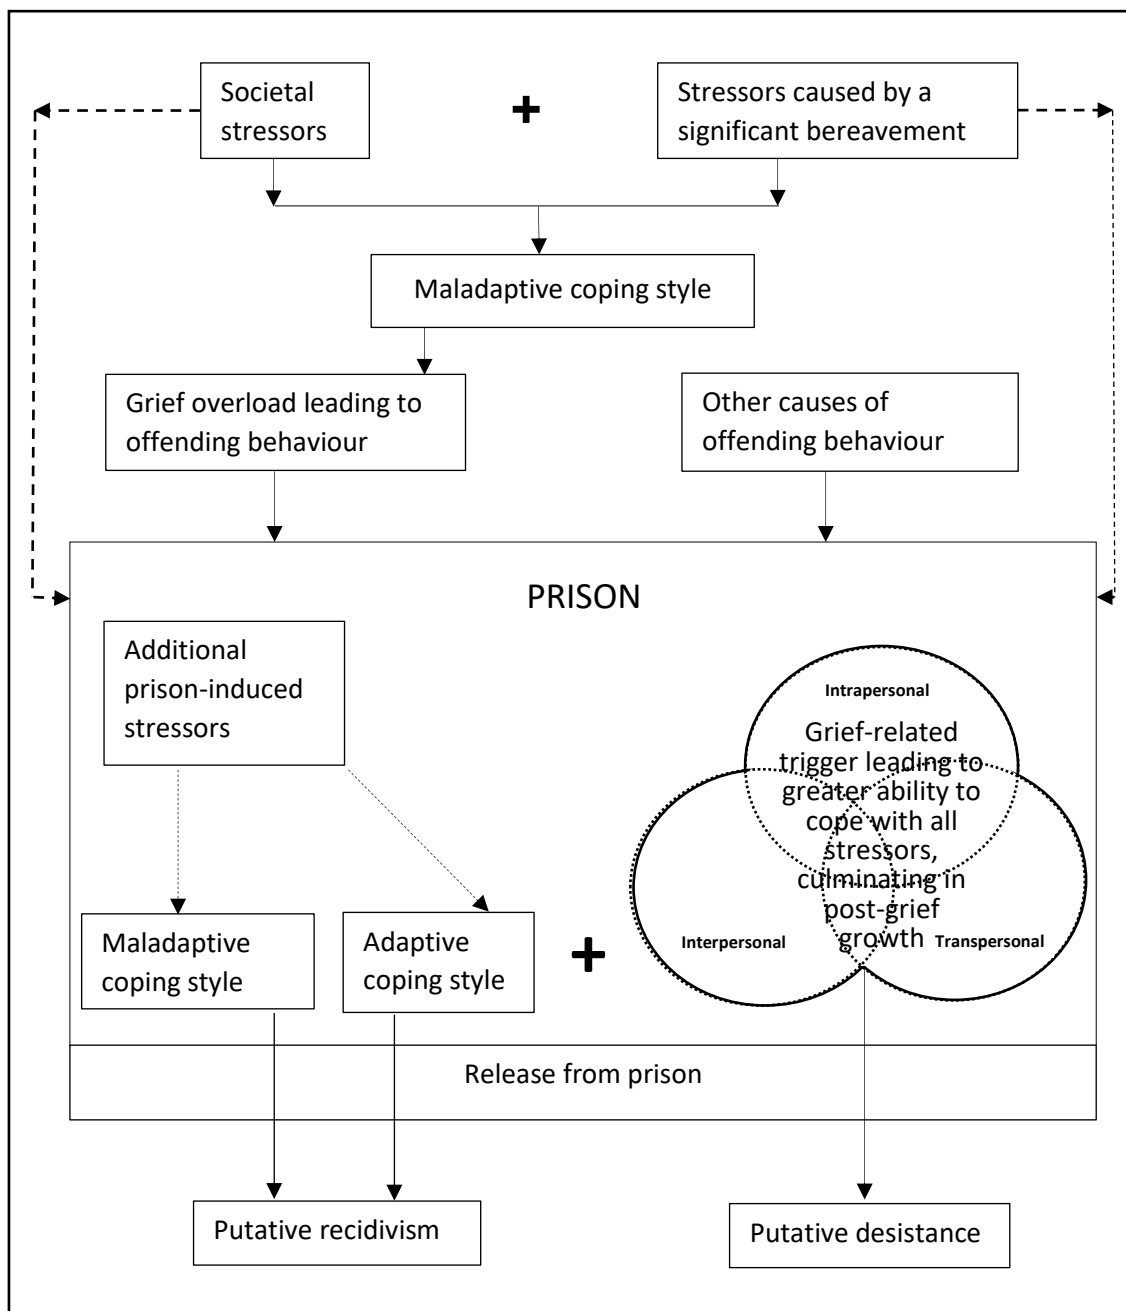 Societal
stressors
+
Stressors caused by a
significant bereavement
Maladaptive coping style
Grief overload leading to
offending behaviour
Other causes of
offending behaviour
PRISON
Additional
prison-induced
stressors
Intrapersonal
Grief-related
trigger leading to
greater ability to
cope with all
stressors,
culminating in
post-grief
growth
Interpersonal
Transpersonal
Maladaptive
coping style
Adaptive
coping style
+
Release from prison
Putative recidivism
Putative desistance